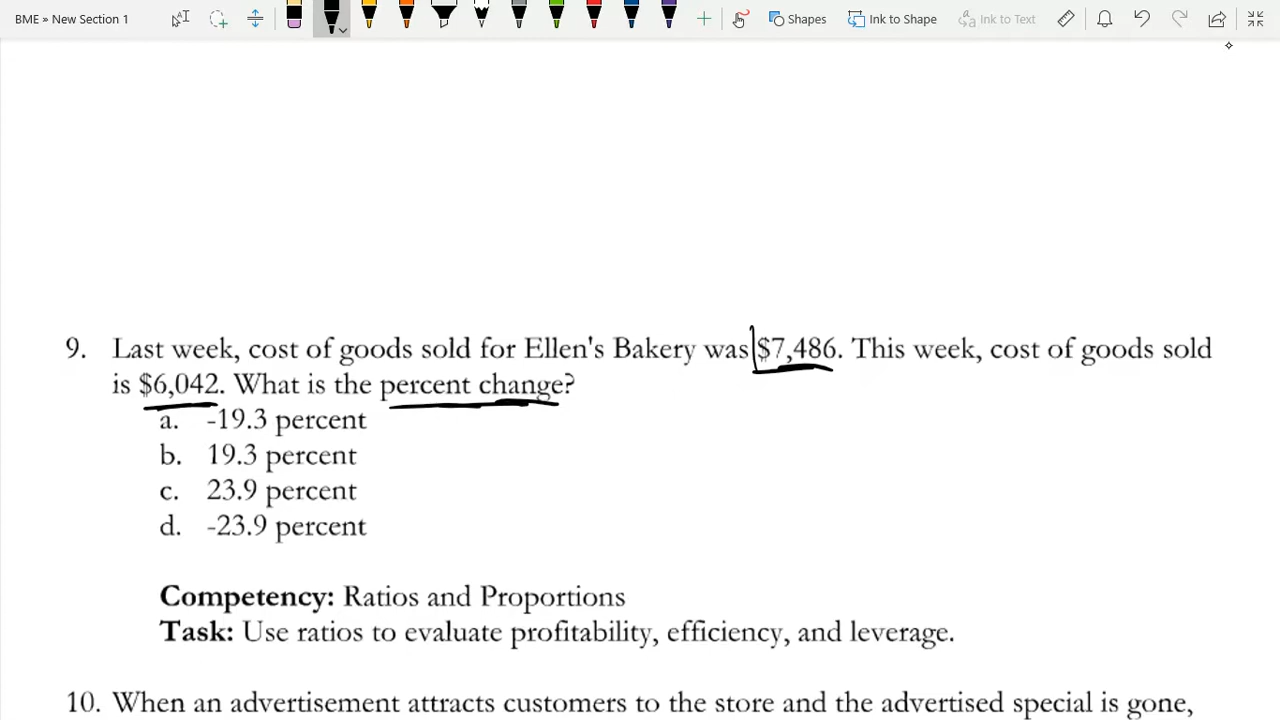 BME » New Section 1
Shapes
Ink to Shape
Ink to Text
9. Last week, cost of goods sold for Ellen's Bakery was $7,486. This week, cost of goods sold
is $6,042. What is the percent change?
a. -19.3 percent
b. 19.3 percent
c. 23.9 percent
d. -23.9 percent
Competency: Ratios and Proportions
Task: Use ratios to evaluate profitability, efficiency, and leverage.
10. When an advertisement attracts customers to the store and the advertised special is gone,